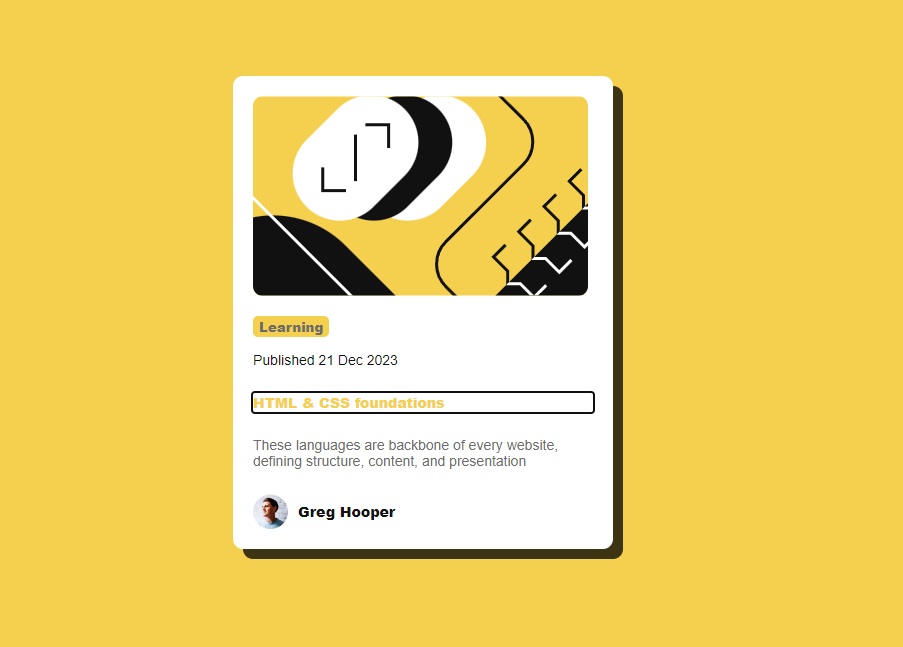 Learning
Published 21 Dec 2023
HTML & CSS foundations
These languages are backbone of every website,
defining structure, content, and presentation
Greg Hooper